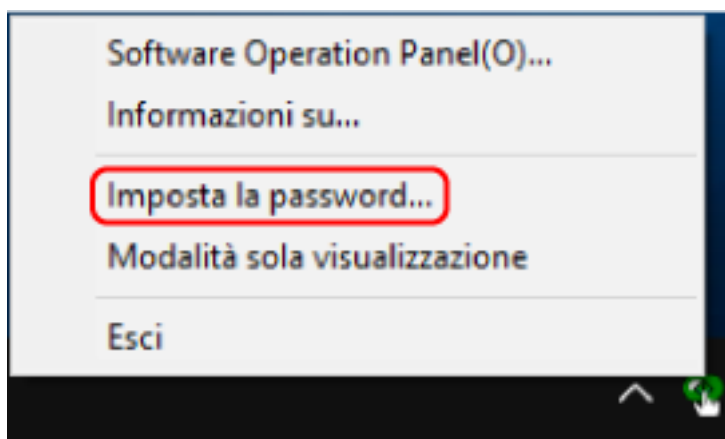 Software Operation Panel(O)...
Informazioni su...
Imposta la password...
Modalità sola visualizzazione
Esci